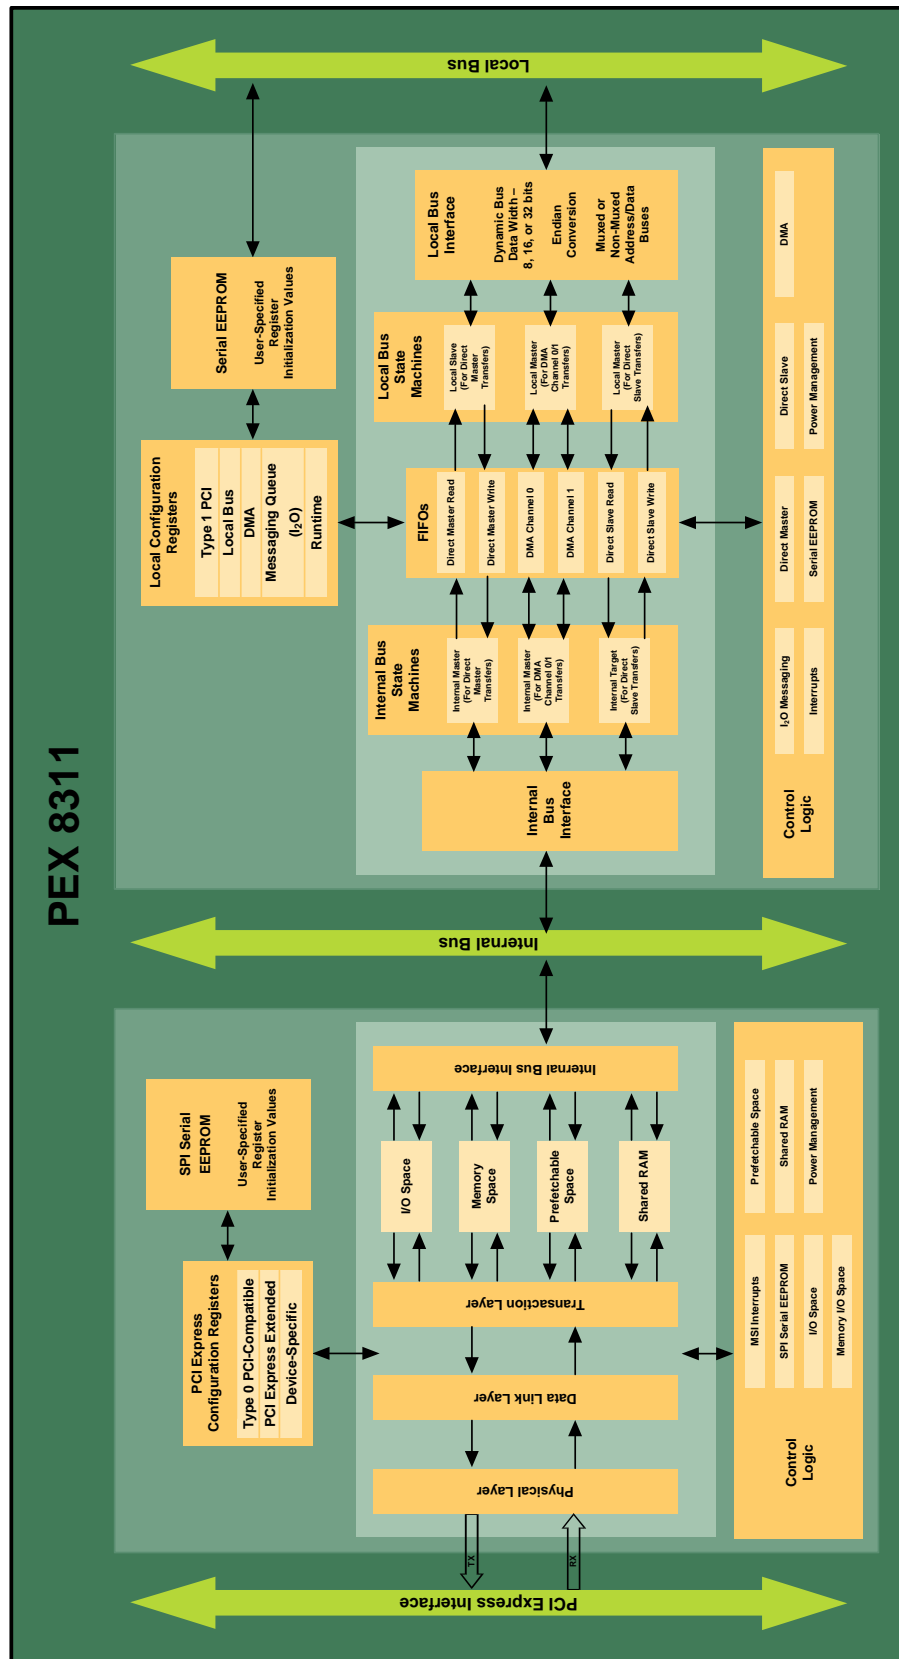 PEX 8311
PCI Express Interface
TX
RX
PCI Express
Configuration Registers
Type 0 PCI-Compatible
PCI Express Extended
Device-Specific
SPI Serial
EEPROM
User-Specified
Register
Initialization Values
Physical Layer
Data Link Layer
Transaction Layer
I/O Space
Memory
Space
Prefetchable
Space
Shared RAM
Internal Bus Interface
Control
Logic
MSI Interrupts
SPI Serial EEPROM
I/O Space
Memory I/O Space
Prefetchable Space
Shared RAM
Power Management
Internal Bus
Local Configuration
Registers
Type 1 PCI
Local Bus
DMA
Messaging Queue
(I₂O)
Runtime
Serial EEPROM
User-Specified
Register
Initialization Values
Internal
Bus
Interface
Internal Bus
State
Machines
Internal Master
(For Direct
Master
Transfers)
Internal Master
(For DMA
Channel 0/1
Transfers)
Internal Target
(For Direct
Slave Transfers)
FIFOs
Direct Master Read
Direct Master Write
DMA Channel 0
DMA Channel 1
Direct Slave Read
Direct Slave Write
Local Bus
State
Machines
Local Slave
(For Direct
Master
Transfers)
Local Master
(For DMA
Channel 0/1
Transfers)
Local Master
(For Direct
Slave Transfers)
Local Bus
Interface
Dynamic Bus
Data Width –
8, 16, or 32 bits
Endian
Conversion
Muxed or
Non-Muxed
Address/Data
Buses
Control
Logic
I₂O Messaging
Interrupts
Direct Master
Serial EEPROM
Direct Slave
Power Management
DMA
Local Bus